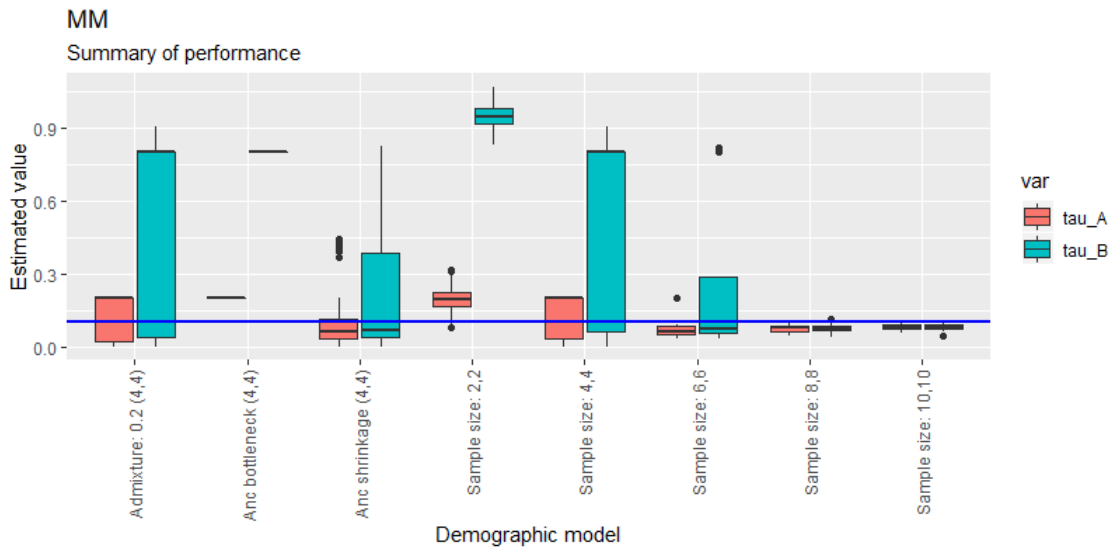 MM
Summary of performance
Estimated value
0.9
0.6
0.3
0.0
Admixture: 0.2 (4,4)
Anc bottleneck (4,4)
Anc shrinkage (4,4)
Sample size: 2,2
Sample size: 4,4
Sample size: 6,6
Sample size: 8,8
Sample size: 10,10
Demographic model
var
tau_A
tau_B